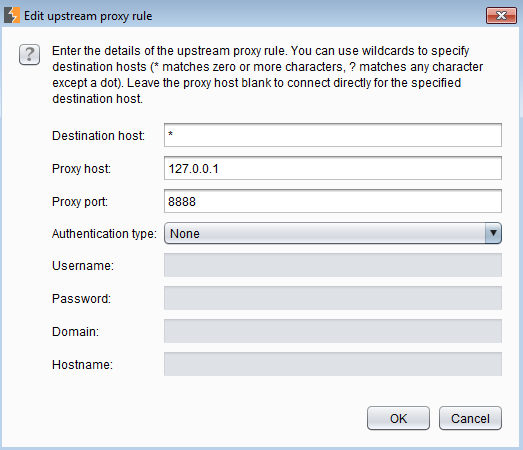 Edit upstream proxy rule
Enter the details of the upstream proxy rule. You can use wildcards to specify
destination hosts (* matches zero or more characters, ? matches any character
except a dot). Leave the proxy host blank to connect directly for the specified
destination host.
Destination host: *
Proxy host: 127.0.0.1
Proxy port: 8888
Authentication type: None
Username:
Password:
Domain:
Hostname:
OK Cancel